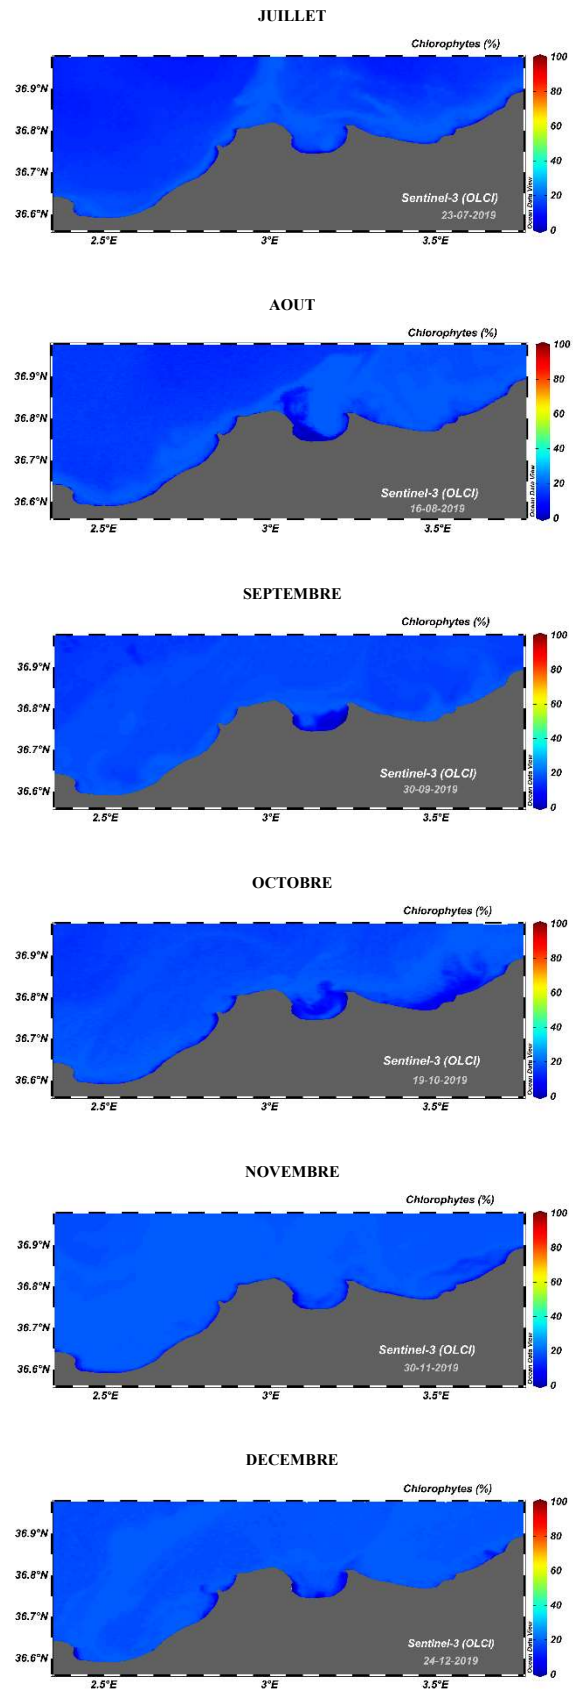 JUILLET
Chlorophytes (%)
36.9°N
36.8°N
36.7°N
36.6°N
2.5°E
3°E
3.5°E
Sentinel-3 (OLCI)
23-07-2019
Ocean Data View
100
80
60
40
20
0
AOUT
Chlorophytes (%)
36.9°N
36.8°N
36.7°N
36.6°N
2.5°E
3°E
3.5°E
Sentinel-3 (OLCI)
16-08-2019
Ocean Data View
100
80
60
40
20
0
SEPTEMBRE
Chlorophytes (%)
36.9°N
36.8°N
36.7°N
36.6°N
2.5°E
3°E
3.5°E
Sentinel-3 (OLCI)
30-09-2019
Ocean Data View
100
80
60
40
20
0
OCTOBRE
Chlorophytes (%)
36.9°N
36.8°N
36.7°N
36.6°N
2.5°E
3°E
3.5°E
Sentinel-3 (OLCI)
19-10-2019
Ocean Data View
100
80
60
40
20
0
NOVEMBRE
Chlorophytes (%)
36.9°N
36.8°N
36.7°N
36.6°N
2.5°E
3°E
3.5°E
Sentinel-3 (OLCI)
30-11-2019
Ocean Data View
100
80
60
40
20
0
DECEMBRE
Chlorophytes (%)
36.9°N
36.8°N
36.7°N
36.6°N
2.5°E
3°E
3.5°E
Sentinel-3 (OLCI)
24-12-2019
Ocean Data View
100
80
60
40
20
0